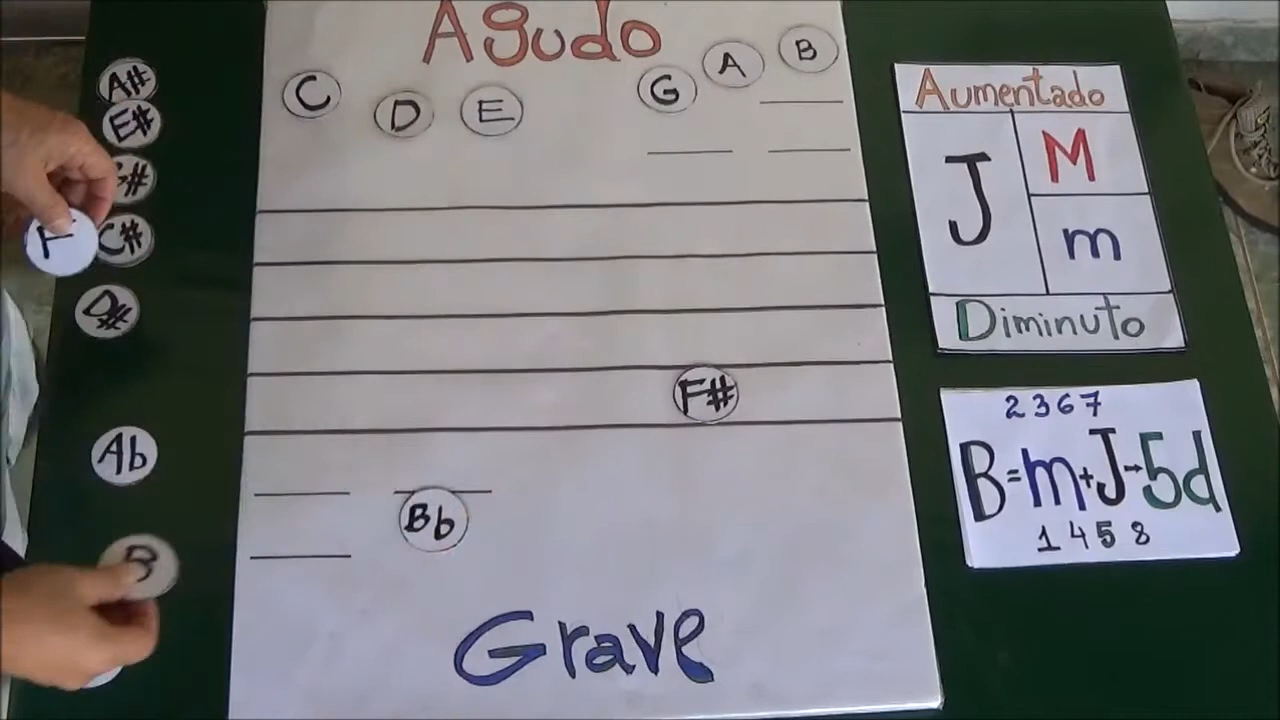 Agudo
C D E G A B
F#
Bb
Grave
A#
E#
G#
C#
D#
Ab
Aumentado
J M
m
Diminuto
2 3 6 7
B=m+J→5d
1 4 5 8